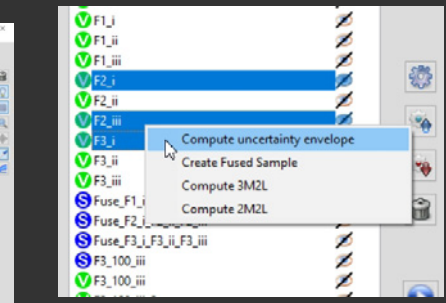 V F1_i
V F1_ii
V F1_iii
V F2_i
V F2_ii
V F2_iii
V F3_i
Compute uncertainty envelope
V F3_ii
Create Fused Sample
V F3_iii
Compute 3M2L
S Fuse_F1_i
Compute 2M2L
S Fuse_F2_i
S Fuse_F3_i_F3_ii_F3_iii
S F3_100_iii
V F3_100_iii